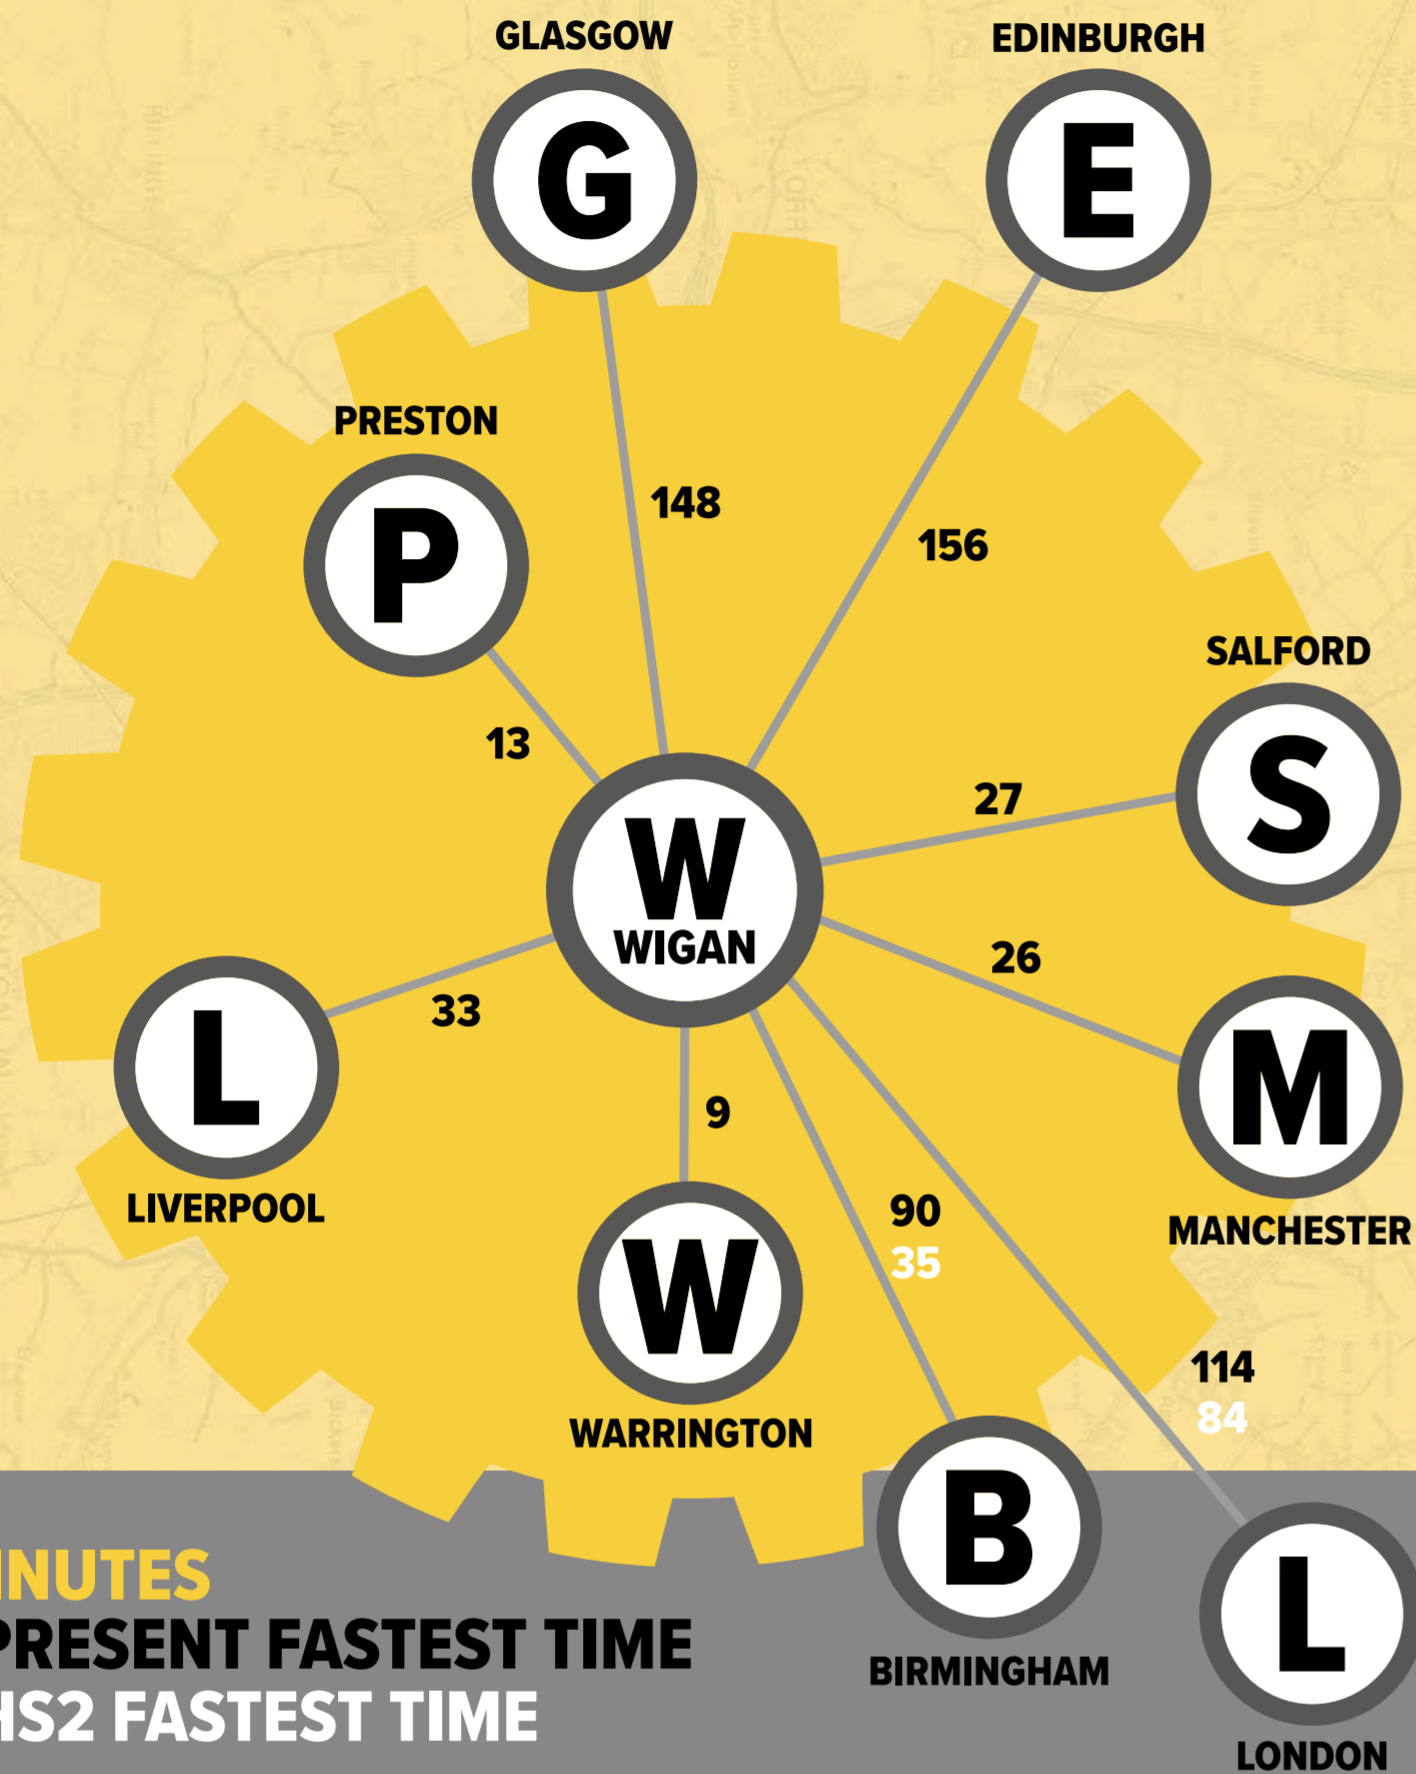 GLASGOW
G
EDINBURGH
E
PRESTON
P
148
156
SALFORD
S
13
27
W
WIGAN
26
M
MANCHESTER
33
L
LIVERPOOL
9
W
WARRINGTON
90
35
114
84
B
BIRMINGHAM
L
LONDON
INUTES
PRESENT FASTEST TIME
HS2 FASTEST TIME